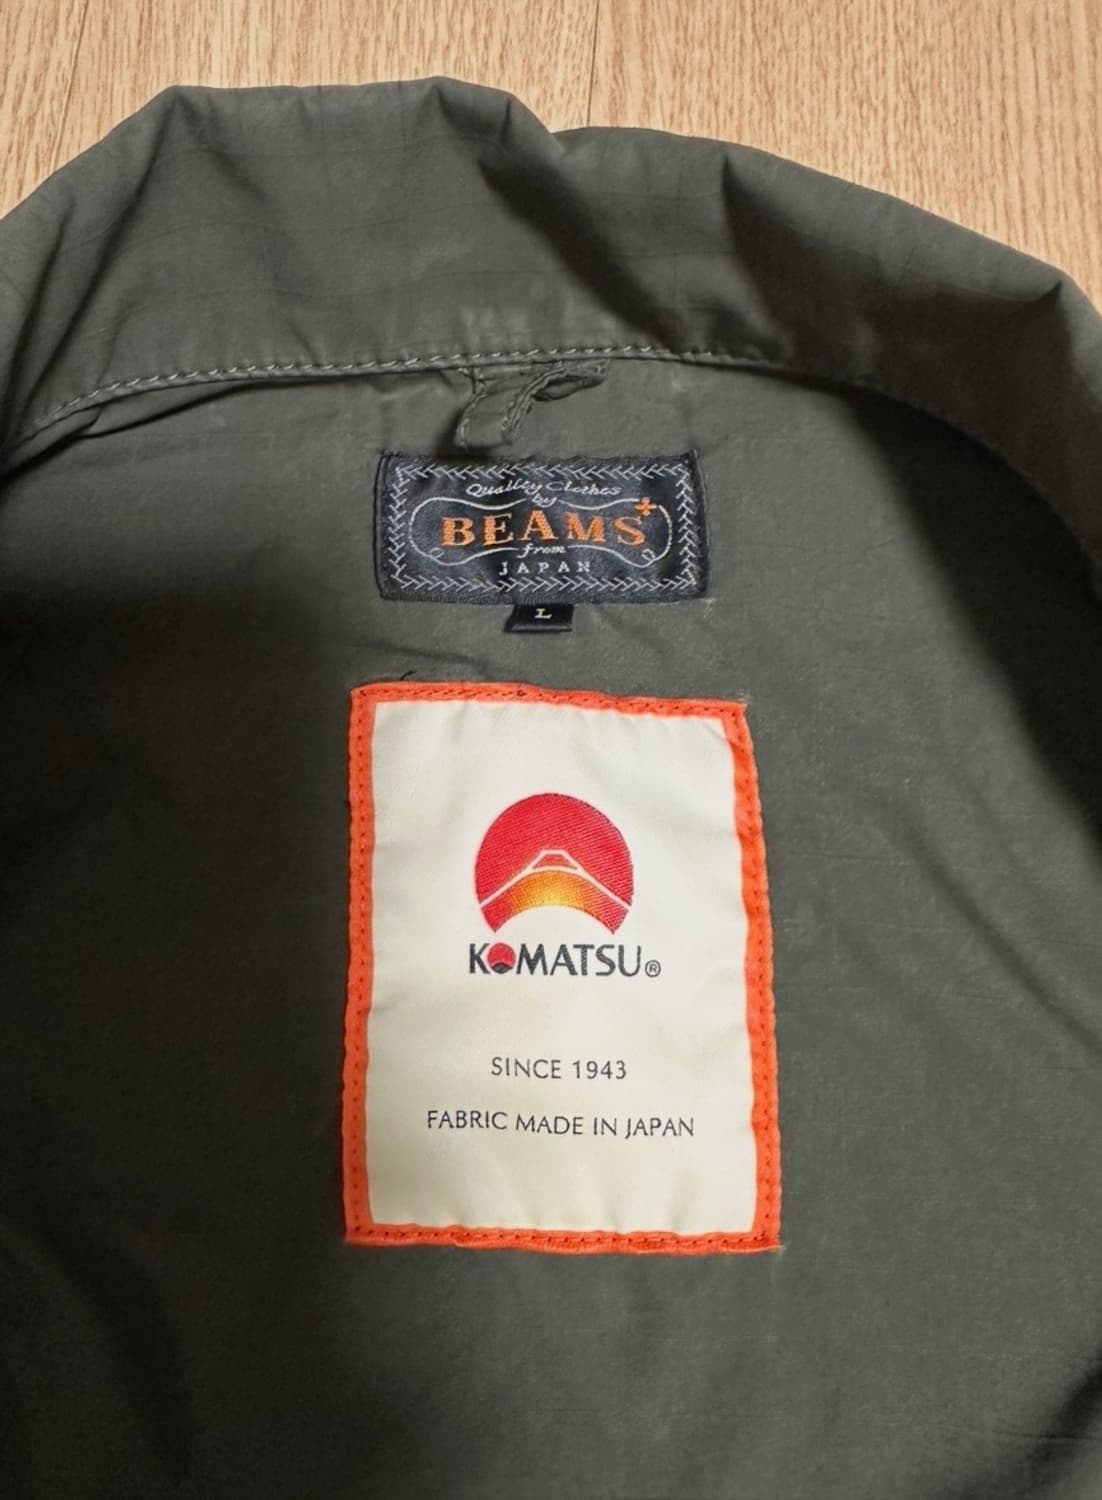 Quality Clothes
by
BEAMS+
from
JAPAN
L
KOMATSU®
SINCE 1943
FABRIC MADE IN JAPAN